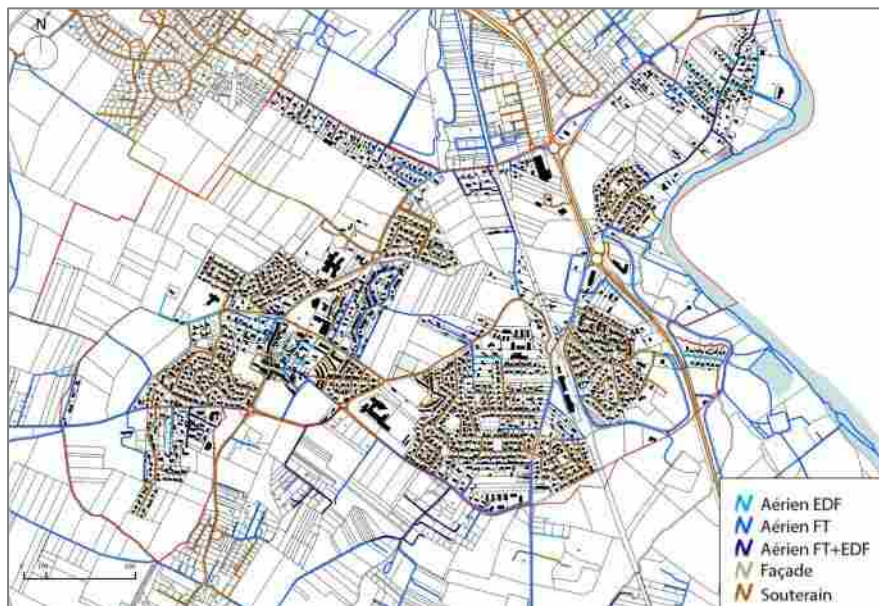 N
Aérien EDF
Aérien FT
Aérien FT+EDF
Façade
Souterain